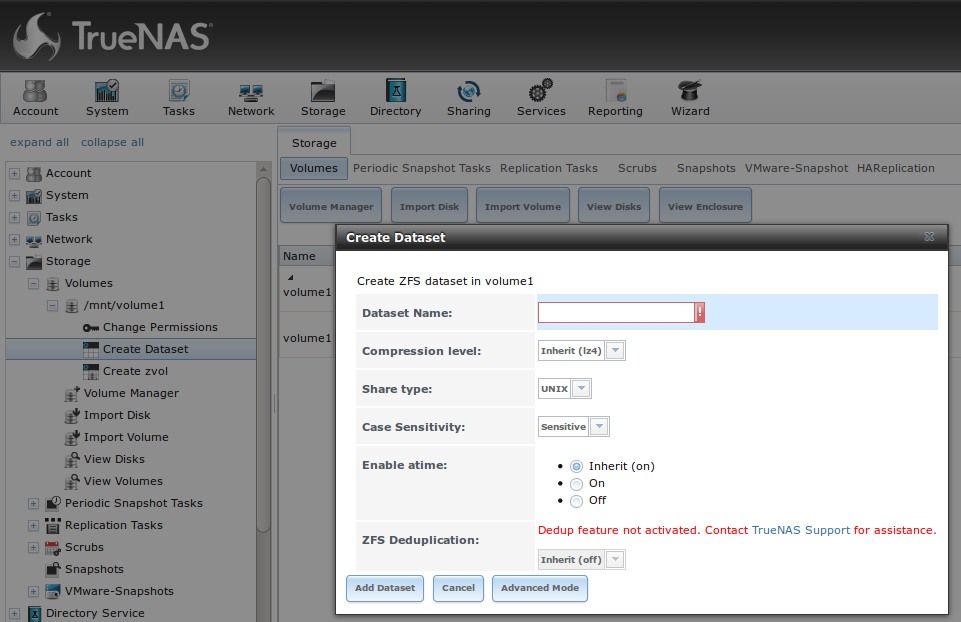 TrueNAS
Account System Tasks Network Storage Directory Sharing Services Reporting Wizard
expand all collapse all
Account
System
Tasks
Network
Storage
Volumes
/mnt/volume1
Change Permissions
Create Dataset
Create zvol
Volume Manager
Import Disk
Import Volume
View Disks
View Volumes
Periodic Snapshot Tasks
Replication Tasks
Scrubs
Snapshots
VMware-Snapshots
Directory Service
Storage
Volumes Periodic Snapshot Tasks Replication Tasks Scrubs Snapshots VMware-Snapshot HAReplication
Volume Manager Import Disk Import Volume View Disks View Enclosure
Name
volume1
volume1
Create Dataset
Create ZFS dataset in volume1
Dataset Name: !
Compression level: Inherit (lz4)
Share type: UNIX
Case Sensitivity: Sensitive
Enable atime: Inherit (on)
On
Off
Dedup feature not activated. Contact TrueNAS Support for assistance.
ZFS Deduplication:
Inherit (off)
Add Dataset Cancel Advanced Mode